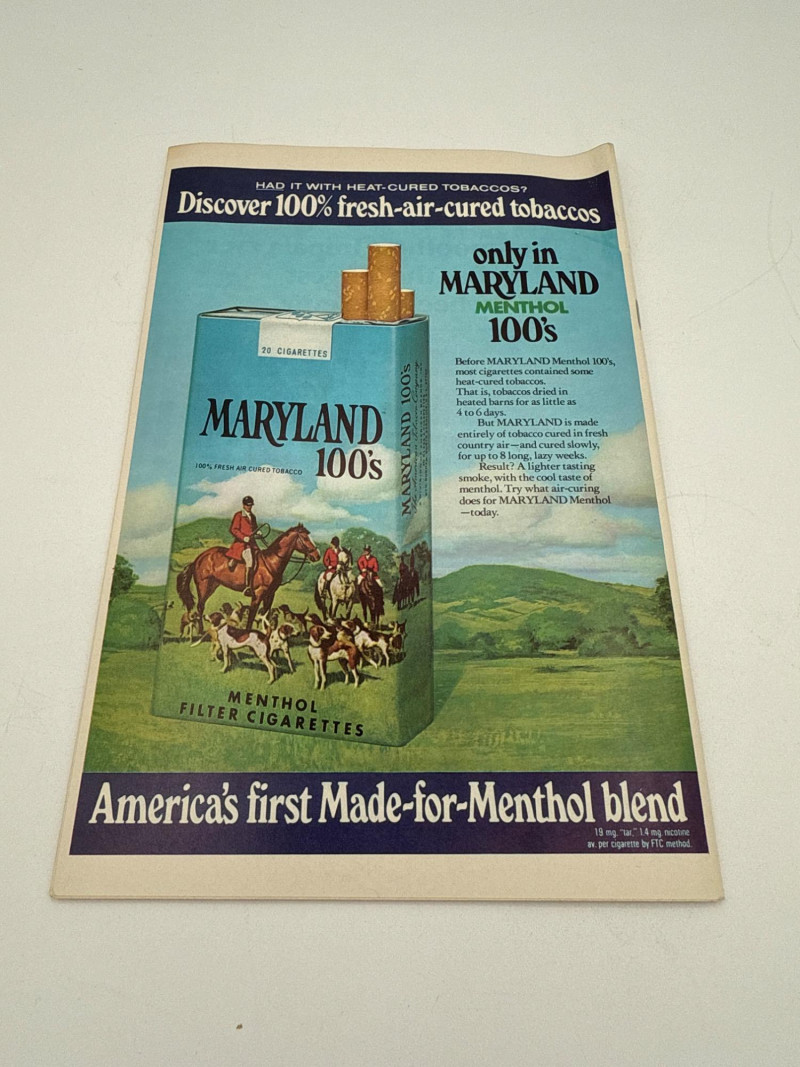 HAD IT WITH HEAT-CURED TOBACCOS?
Discover 100% fresh-air-cured tobaccos
only in
MARYLAND
MENTHOL
100's
Before MARYLAND Menthol 100's,
most cigarettes contained some
heat-cured tobaccos.
That is, tobaccos dried in
heated barns for as little as
4 to 6 days.
But MARYLAND is made
entirely of tobacco cured in fresh
country air—and cured slowly,
for up to 8 long, lazy weeks.
Result? A lighter tasting
smoke, with the cool taste of
menthol. Try what air-curing
does for MARYLAND Menthol
—today.
20 CIGARETTES
MARYLAND
100's
100% FRESH AIR CURED TOBACCO
MARYLAND 100's
MENTHOL
FILTER CIGARETTES
America's first Made-for-Menthol blend
19 mg. "tar," 1.4 mg. nicotine
av. per cigarette by FTC method.